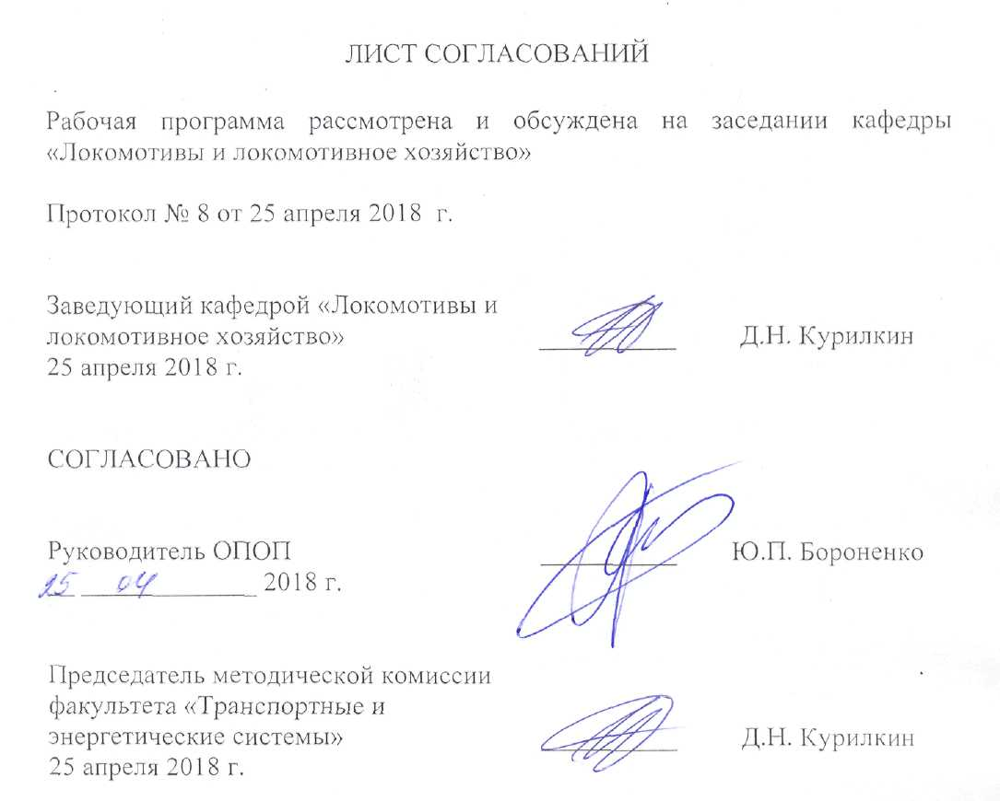 ЛИСТ СОГЛАСОВАНИЙ
Рабочая программа рассмотрена и обсуждена на заседании кафедры
«Локомотивы и локомотивное хозяйство»
Протокол № 8 от 25 апреля 2018 г.
Заведующий кафедрой «Локомотивы и
локомотивное хозяйство» Д.Н. Курилкин
25 апреля 2018 г.
СОГЛАСОВАНО
Руководитель ОПОП Ю.П. Бороненко
25 04 2018 г.
Председатель методической комиссии
факультета «Транспортные и
энергетические системы» Д.Н. Курилкин
25 апреля 2018 г.